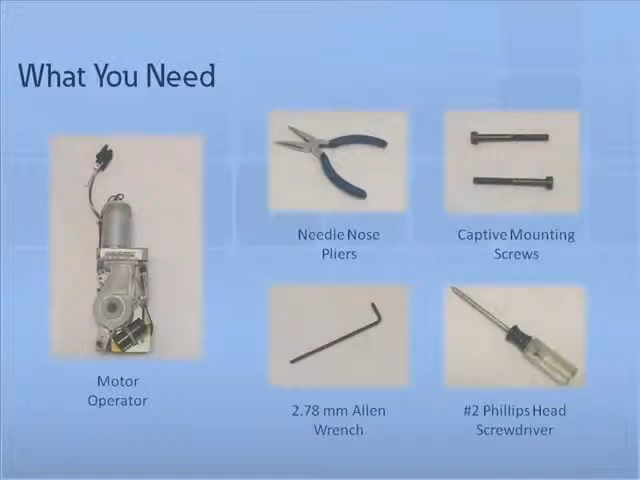 What You Need
Needle Nose
Pliers
Captive Mounting
Screws
Motor
Operator
2.78 mm Allen
Wrench
#2 Phillips Head
Screwdriver